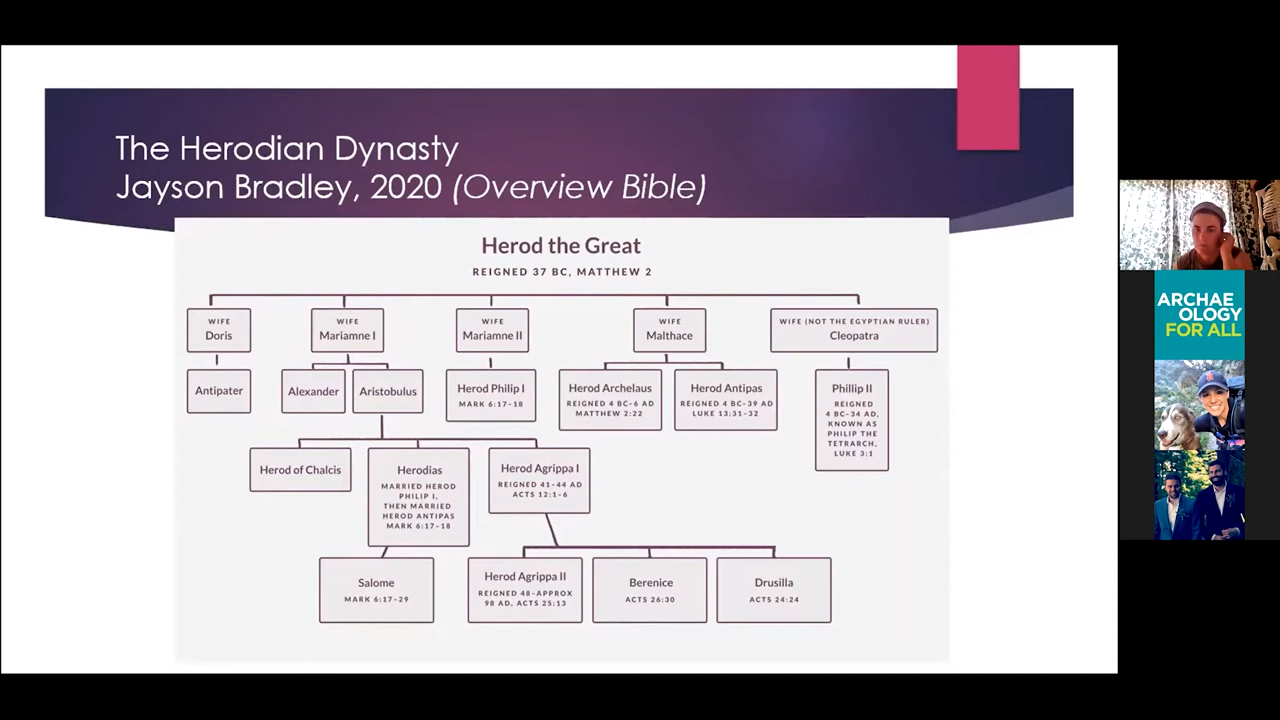 The Herodian Dynasty
Jayson Bradley, 2020 (Overview Bible)
Herod the Great
REIGNED 37 BC, MATTHEW 2
WIFE
Doris
WIFE
Mariamne I
WIFE
Mariamne II
WIFE
Malthace
WIFE (NOT THE EGYPTIAN RULER)
Cleopatra
Antipater
Alexander
Aristobulus
Herod Philip I
MARK 6:17-18
Herod Archelaus
REIGNED 4 BC-6 AD
MATTHEW 2:22
Herod Antipas
REIGNED 4 BC-39 AD
LUKE 13:31-32
Phillip II
REIGNED
4 BC-34 AD,
KNOWN AS
PHILIP THE
TETRARCH,
LUKE 3:1
Herod of Chalcis
Herodias
MARRIED HEROD
PHILIP I,
THEN MARRIED
HEROD ANTIPAS
MARK 6:17-18
Herod Agrippa I
REIGNED 41-44 AD
ACTS 12:1-6
Salome
MARK 6:17-29
Herod Agrippa II
REIGNED 48-APPROX
98 AD, ACTS 25:13
Berenice
ACTS 26:30
Drusilla
ACTS 24:24
ARCHAE
OLOGY
FOR ALL